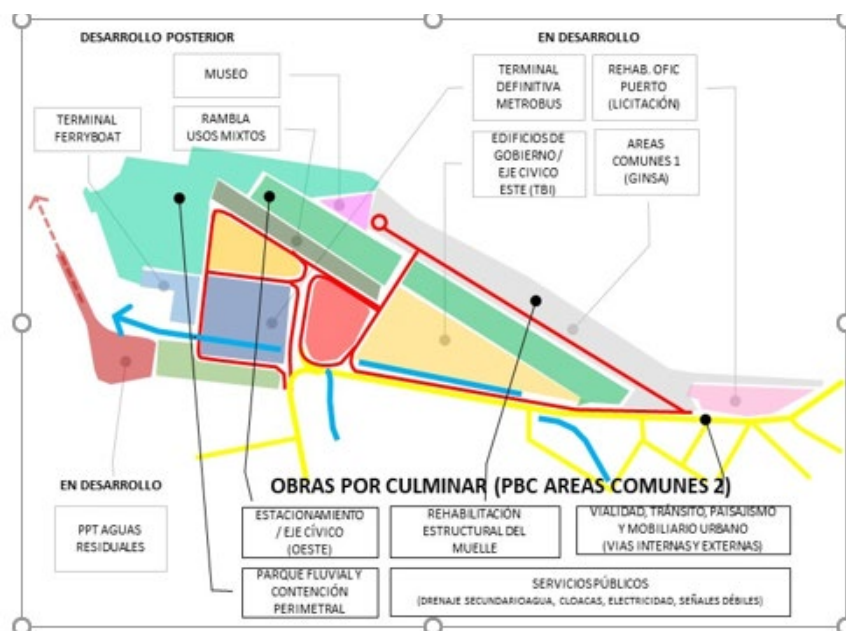 DESARROLLO POSTERIOR
EN DESARROLLO
MUSEO
TERMINAL
DEFINITIVA
METROBUS
REHAB. OFIC
PUERTO
(LICITACIÓN)
TERMINAL
FERRYBOAT
RAMBLA
USOS MIXTOS
EDIFICIOS DE
GOBIERNO/
EJE CIVICO
ESTE (TBI)
AREAS
COMUNES 1
(GINSA)
EN DESARROLLO
PPT AGUAS
RESIDUALES
OBRAS POR CULMINAR (PBC AREAS COMUNES 2)
ESTACIONAMIENTO
/ EJE CÍVICO
(OESTE)
REHABILITACIÓN
ESTRUCTURAL DEL
MUELLE
VIALIDAD, TRÁNSITO, PAISAJISMO
Y MOBILIARIO URBANO
(VIAS INTERNAS Y EXTERNAS)
PARQUE FLUVIAL Y
CONTENCIÓN
PERIMETRAL
SERVICIOS PÚBLICOS
(DRENAJE SECUNDARIOAGUA, CLOACAS, ELECTRICIDAD, SEÑALES DÉBILES)